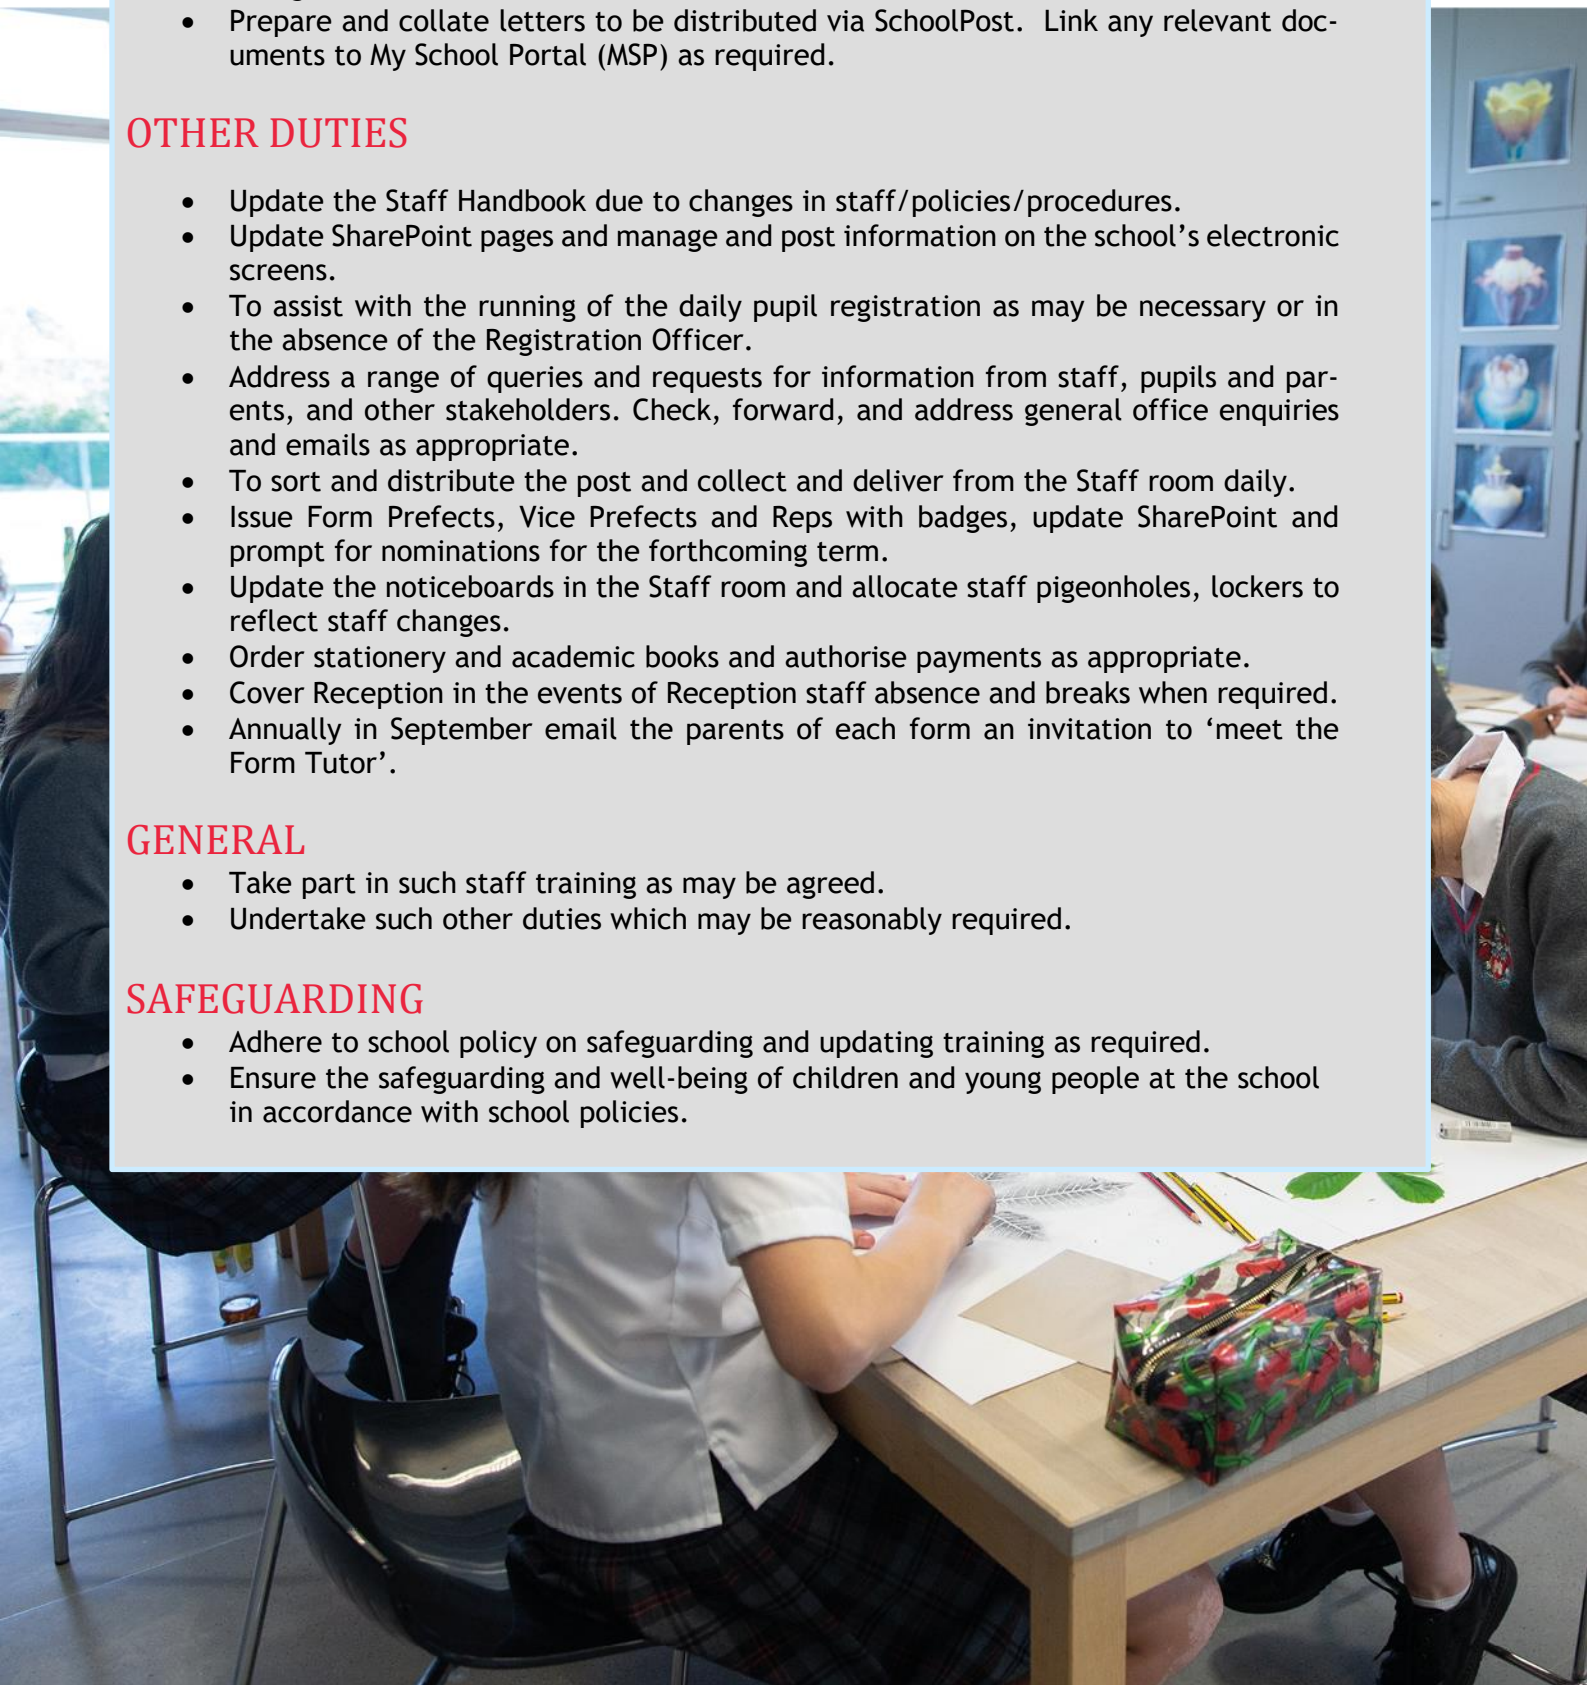 • Prepare and collate letters to be distributed via SchoolPost.  Link any relevant doc-
uments to My School Portal (MSP) as required.
OTHER DUTIES
• Update the Staff Handbook due to changes in staff/policies/procedures.
• Update SharePoint pages and manage and post information on the school’s electronic
screens.
• To assist with the running of the daily pupil registration as may be necessary or in
the absence of the Registration Officer.
• Address a range of queries and requests for information from staff, pupils and par-
ents, and other stakeholders. Check, forward, and address general office enquiries
and emails as appropriate.
• To sort and distribute the post and collect and deliver from the Staff room daily.
• Issue Form Prefects, Vice Prefects and Reps with badges, update SharePoint and
prompt for nominations for the forthcoming term.
• Update the noticeboards in the Staff room and allocate staff pigeonholes, lockers to
reflect staff changes.
• Order stationery and academic books and authorise payments as appropriate.
• Cover Reception in the events of Reception staff absence and breaks when required.
• Annually in September email the parents of each form an invitation to ‘meet the
Form Tutor’.
GENERAL
• Take part in such staff training as may be agreed.
• Undertake such other duties which may be reasonably required.
SAFEGUARDING
• Adhere to school policy on safeguarding and updating training as required.
• Ensure the safeguarding and well-being of children and young people at the school
in accordance with school policies.